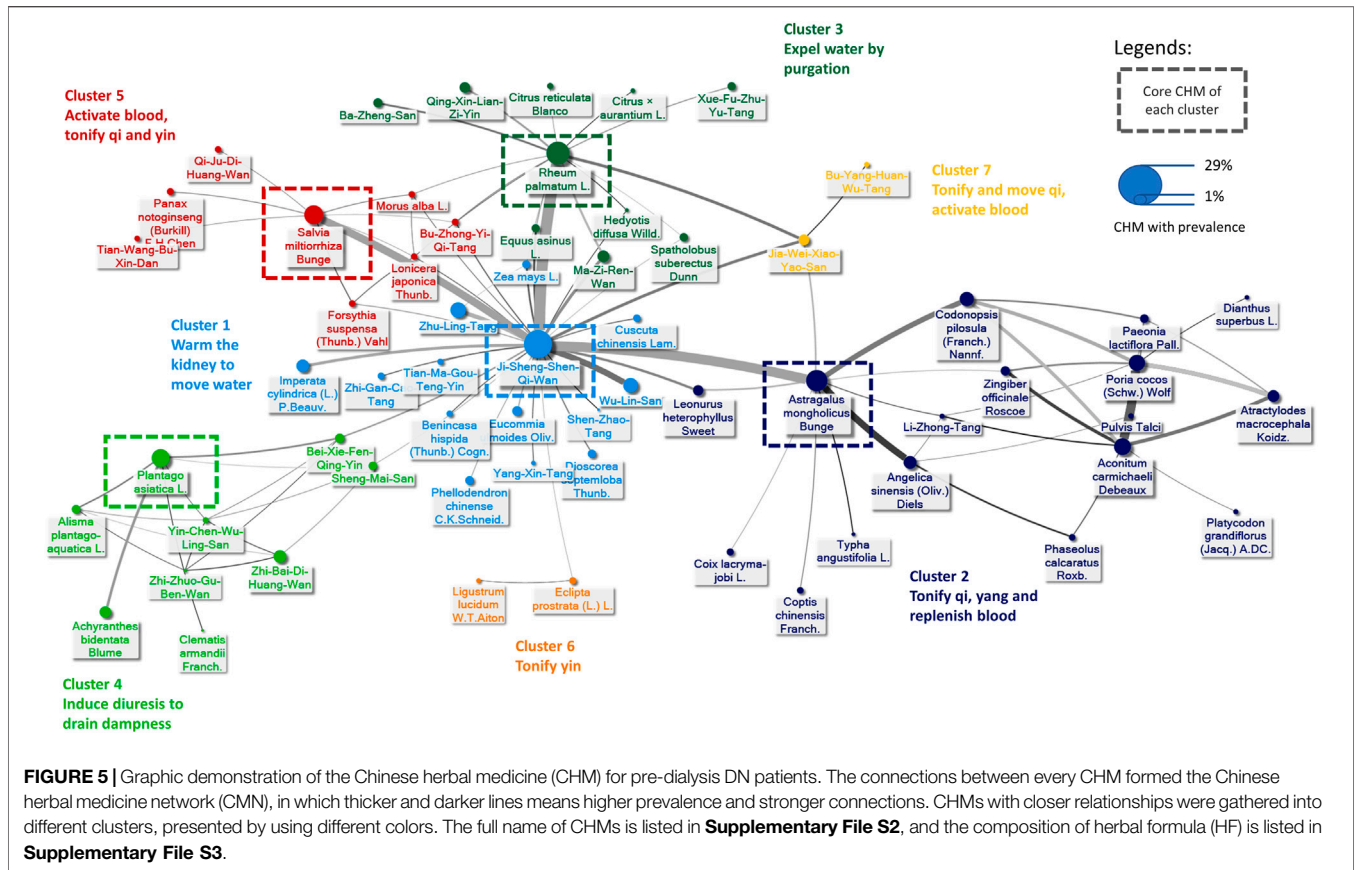 Cluster 3
Expel water by
purgation
Legends:
Core CHM of
each cluster
29%
1%
CHM with prevalence
Cluster 5
Activate blood,
tonify qi and yin
Ba-Zheng-San
Qing-Xin-Lian-
Zi-Yin
Citrus reticulata
Blanco
Citrus ×
aurantium L.
Xue-Fu-Zhu-
Yu-Tang
Rheum
palmatum L.
Qi-Ju-Di-
Huang-Wan
Panax
notoginseng
(Burkill)
F.H.Chen
Tian-Wang-Bu-
Xin-Dan
Salvia
miltiorrhiza
Bunge
Morus alba L.
Bu-Zhong-Yi-
Qi-Tang
Lonicera
japonica
Thunb.
Forsythia
suspensa
(Thunb.) Vahl
Equus asinus
L.
Zea mays L.
Hedyotis
diffusa Willd.
Ma-Zi-Ren-
Wan
Spatholobus
suberectus
Dunn
Bu-Yang-Huan-
Wu-Tang
Cluster 7
Tonify and move qi,
activate blood
Jia-Wei-Xiao-
Yao-San
Cluster 1
Warm the
kidney to
move water
Zhu-Ling-Tang
Cuscuta
chinensis Lam.
Ji-Sheng-Shen-
Qi-Wan
Imperata
cylindrica (L.)
P.Beauv.
Zhi-Gan-Ca
Tang
Tian-Ma-Gou-
Teng-Yin
Wu-Lin-San
Benincasa
hispida
(Thunb.) Cogn.
Eucommia
moides Oliv.
Shen-Zhao-
Tang
Yang-Xin-Tang
Dioscorea
septemloba
Thunb.
Phellodendron
chinense
C.K.Schneid.
Leonurus
heterophyllus
Sweet
Astragalus
mongholicus
Bunge
Codonopsis
pilosula
(Franch.)
Nannf.
Paeonia
lactiflora Pall.
Dianthus
superbus L.
Zingiber
officinale
Roscoe
Poria cocos
(Schw.) Wolf
Atractylodes
macrocephala
Koidz.
Li-Zhong-Tang
Pulvis Talci
Angelica
sinensis (Oliv.)
Diels
Aconitum
carmichaeli
Debeaux
Coix lacryma-
jobi L.
Coptis
chinensis
Franch.
Typha
angustifolia L.
Phaseolus
calcaratus
Roxb.
Platycodon
grandiflorus
(Jacq.) A.DC.
Cluster 2
Tonify qi, yang and
replenish blood
Plantago
asiatica L.
Bei-Xie-Fen-
Qing-Yin
Sheng-Mai-San
Alisma
plantago-
aquatica L.
Yin-Chen-Wu-
Ling-San
Zhi-Zhuo-Gu-
Ben-Wan
Zhi-Bai-Di-
Huang-Wan
Achyranthes
bidentata
Blume
Clematis
armandii
Franch.
Cluster 4
Induce diuresis to
drain dampness
Ligustrum
lucidum
W.T.Aiton
Eclipta
prostrata (L.) L.
Cluster 6
Tonify yin
FIGURE 5 | Graphic demonstration of the Chinese herbal medicine (CHM) for pre-dialysis DN patients. The connections between every CHM formed the Chinese
herbal medicine network (CMN), in which thicker and darker lines means higher prevalence and stronger connections. CHMs with closer relationships were gathered into
different clusters, presented by using different colors. The full name of CHMs is listed in Supplementary File S2, and the composition of herbal formula (HF) is listed in
Supplementary File S3.